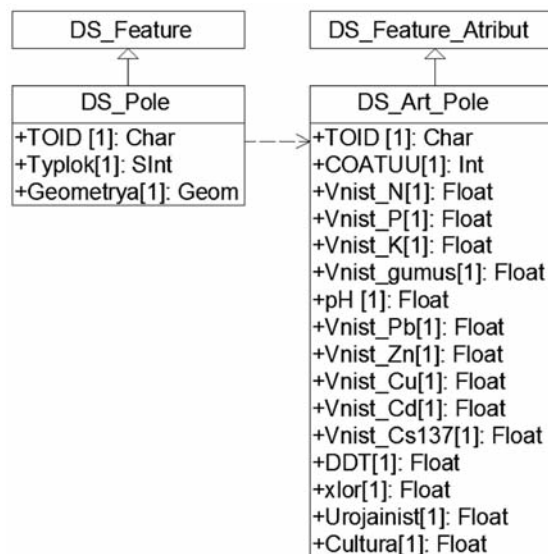 DS_Feature
DS_Feature_Atribut
DS_Pole
+TOID [1]: Char
+Typlok[1]: SInt
+Geometrya[1]: Geom
DS_Art_Pole
+TOID [1]: Char
+COATUU[1]: Int
+Vnist_N[1]: Float
+Vnist_P[1]: Float
+Vnist_K[1]: Float
+Vnist_gumus[1]: Float
+pH [1]: Float
+Vnist_Pb[1]: Float
+Vnist_Zn[1]: Float
+Vnist_Cu[1]: Float
+Vnist_Cd[1]: Float
+Vnist_Cs137[1]: Float
+DDT[1]: Float
+xlor[1]: Float
+Urojainist[1]: Float
+Cultura[1]: Float